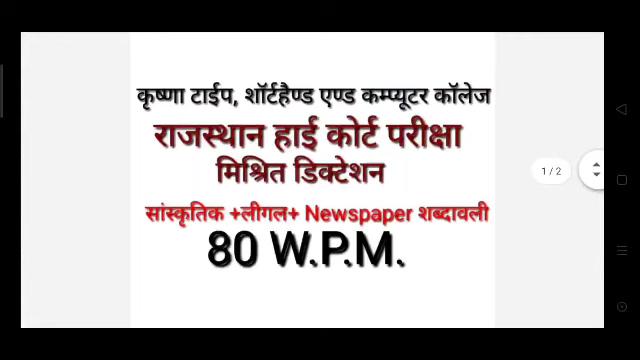 कृष्णा टाईप, शॉर्टहैण्ड एण्ड कम्प्यूटर कॉलेज
राजस्थान हाई कोर्ट परीक्षा
मिश्रित डिक्टेशन
1/2
सांस्कृतिक +लीगल+ Newspaper शब्दावली
80 W.P.M.